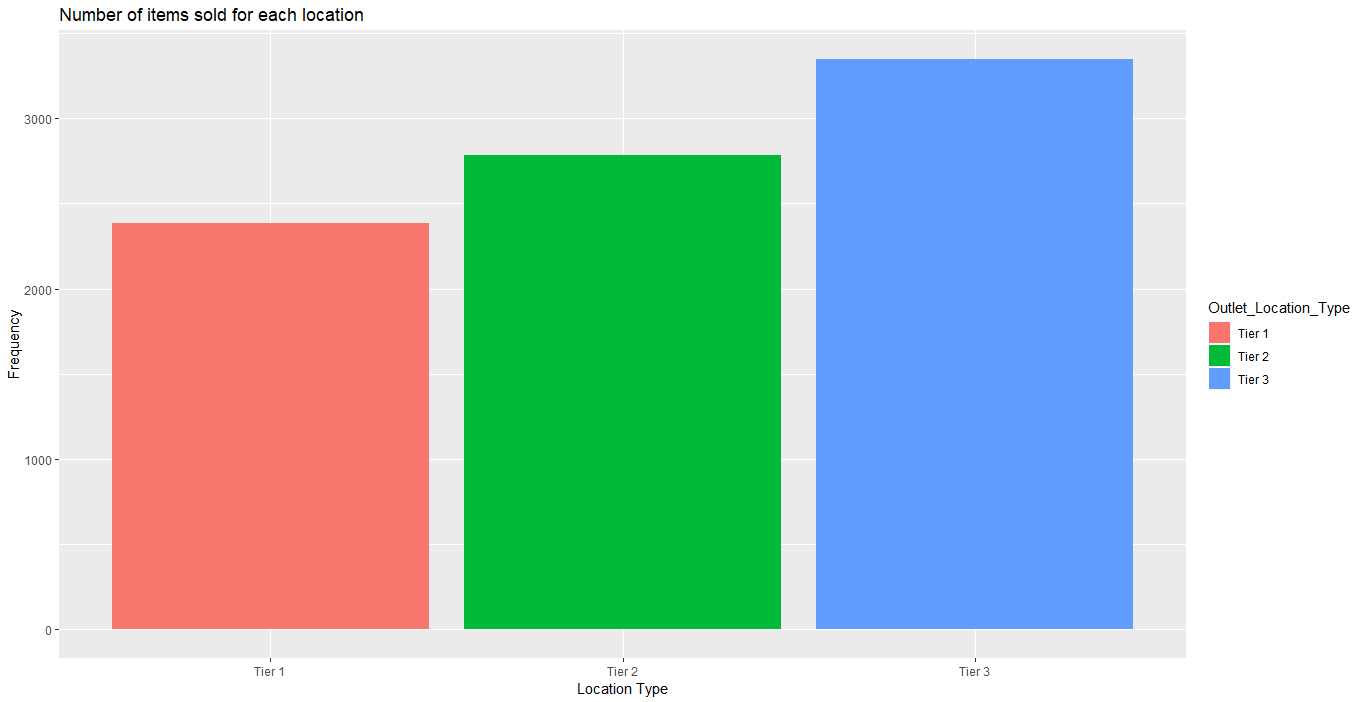 Number of items sold for each location
3000
2000
1000
0
Frequency
Tier 1
Tier 2
Tier 3
Location Type
Outlet_Location_Type
Tier 1
Tier 2
Tier 3